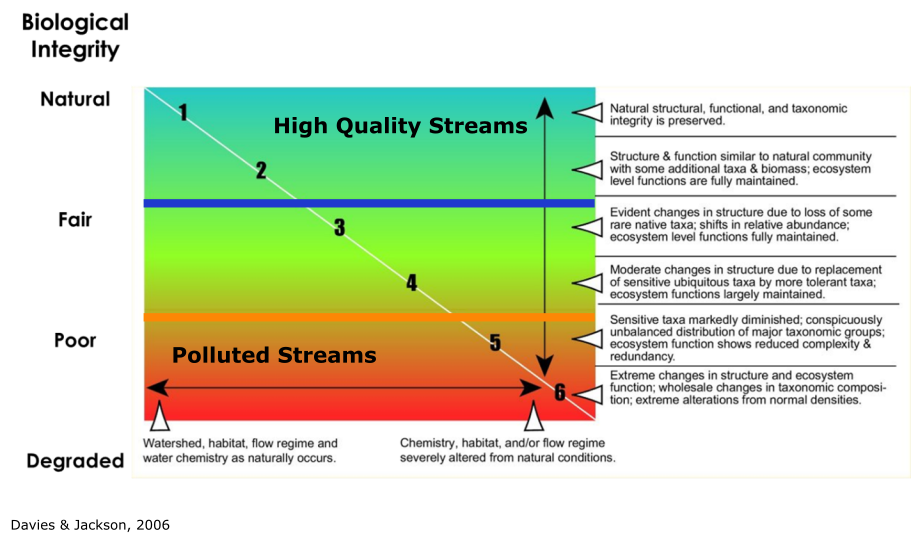 Biological
Integrity
Natural
1
High Quality Streams
Natural structural, functional, and taxonomic
integrity is preserved.
2
Structure & function similar to natural community
with some additional taxa & biomass; ecosystem
level functions are fully maintained.
Fair
3
Evident changes in structure due to loss of some
rare native taxa; shifts in relative abundance;
ecosystem level functions fully maintained.
4
Moderate changes in structure due to replacement
of sensitive ubiquitous taxa by more tolerant taxa;
ecosystem functions largely maintained.
Poor
Polluted Streams
5
Sensitive taxa markedly diminished; conspicuously
unbalanced distribution of major taxonomic groups;
ecosystem function shows reduced complexity &
redundancy.
6
Extreme changes in structure and ecosystem
function; wholesale changes in taxonomic composi-
tion; extreme alterations from normal densities.
Watershed, habitat, flow regime and
water chemistry as naturally occurs.
Chemistry, habitat, and/or flow regime
severely altered from natural conditions.
Degraded
Davies & Jackson, 2006